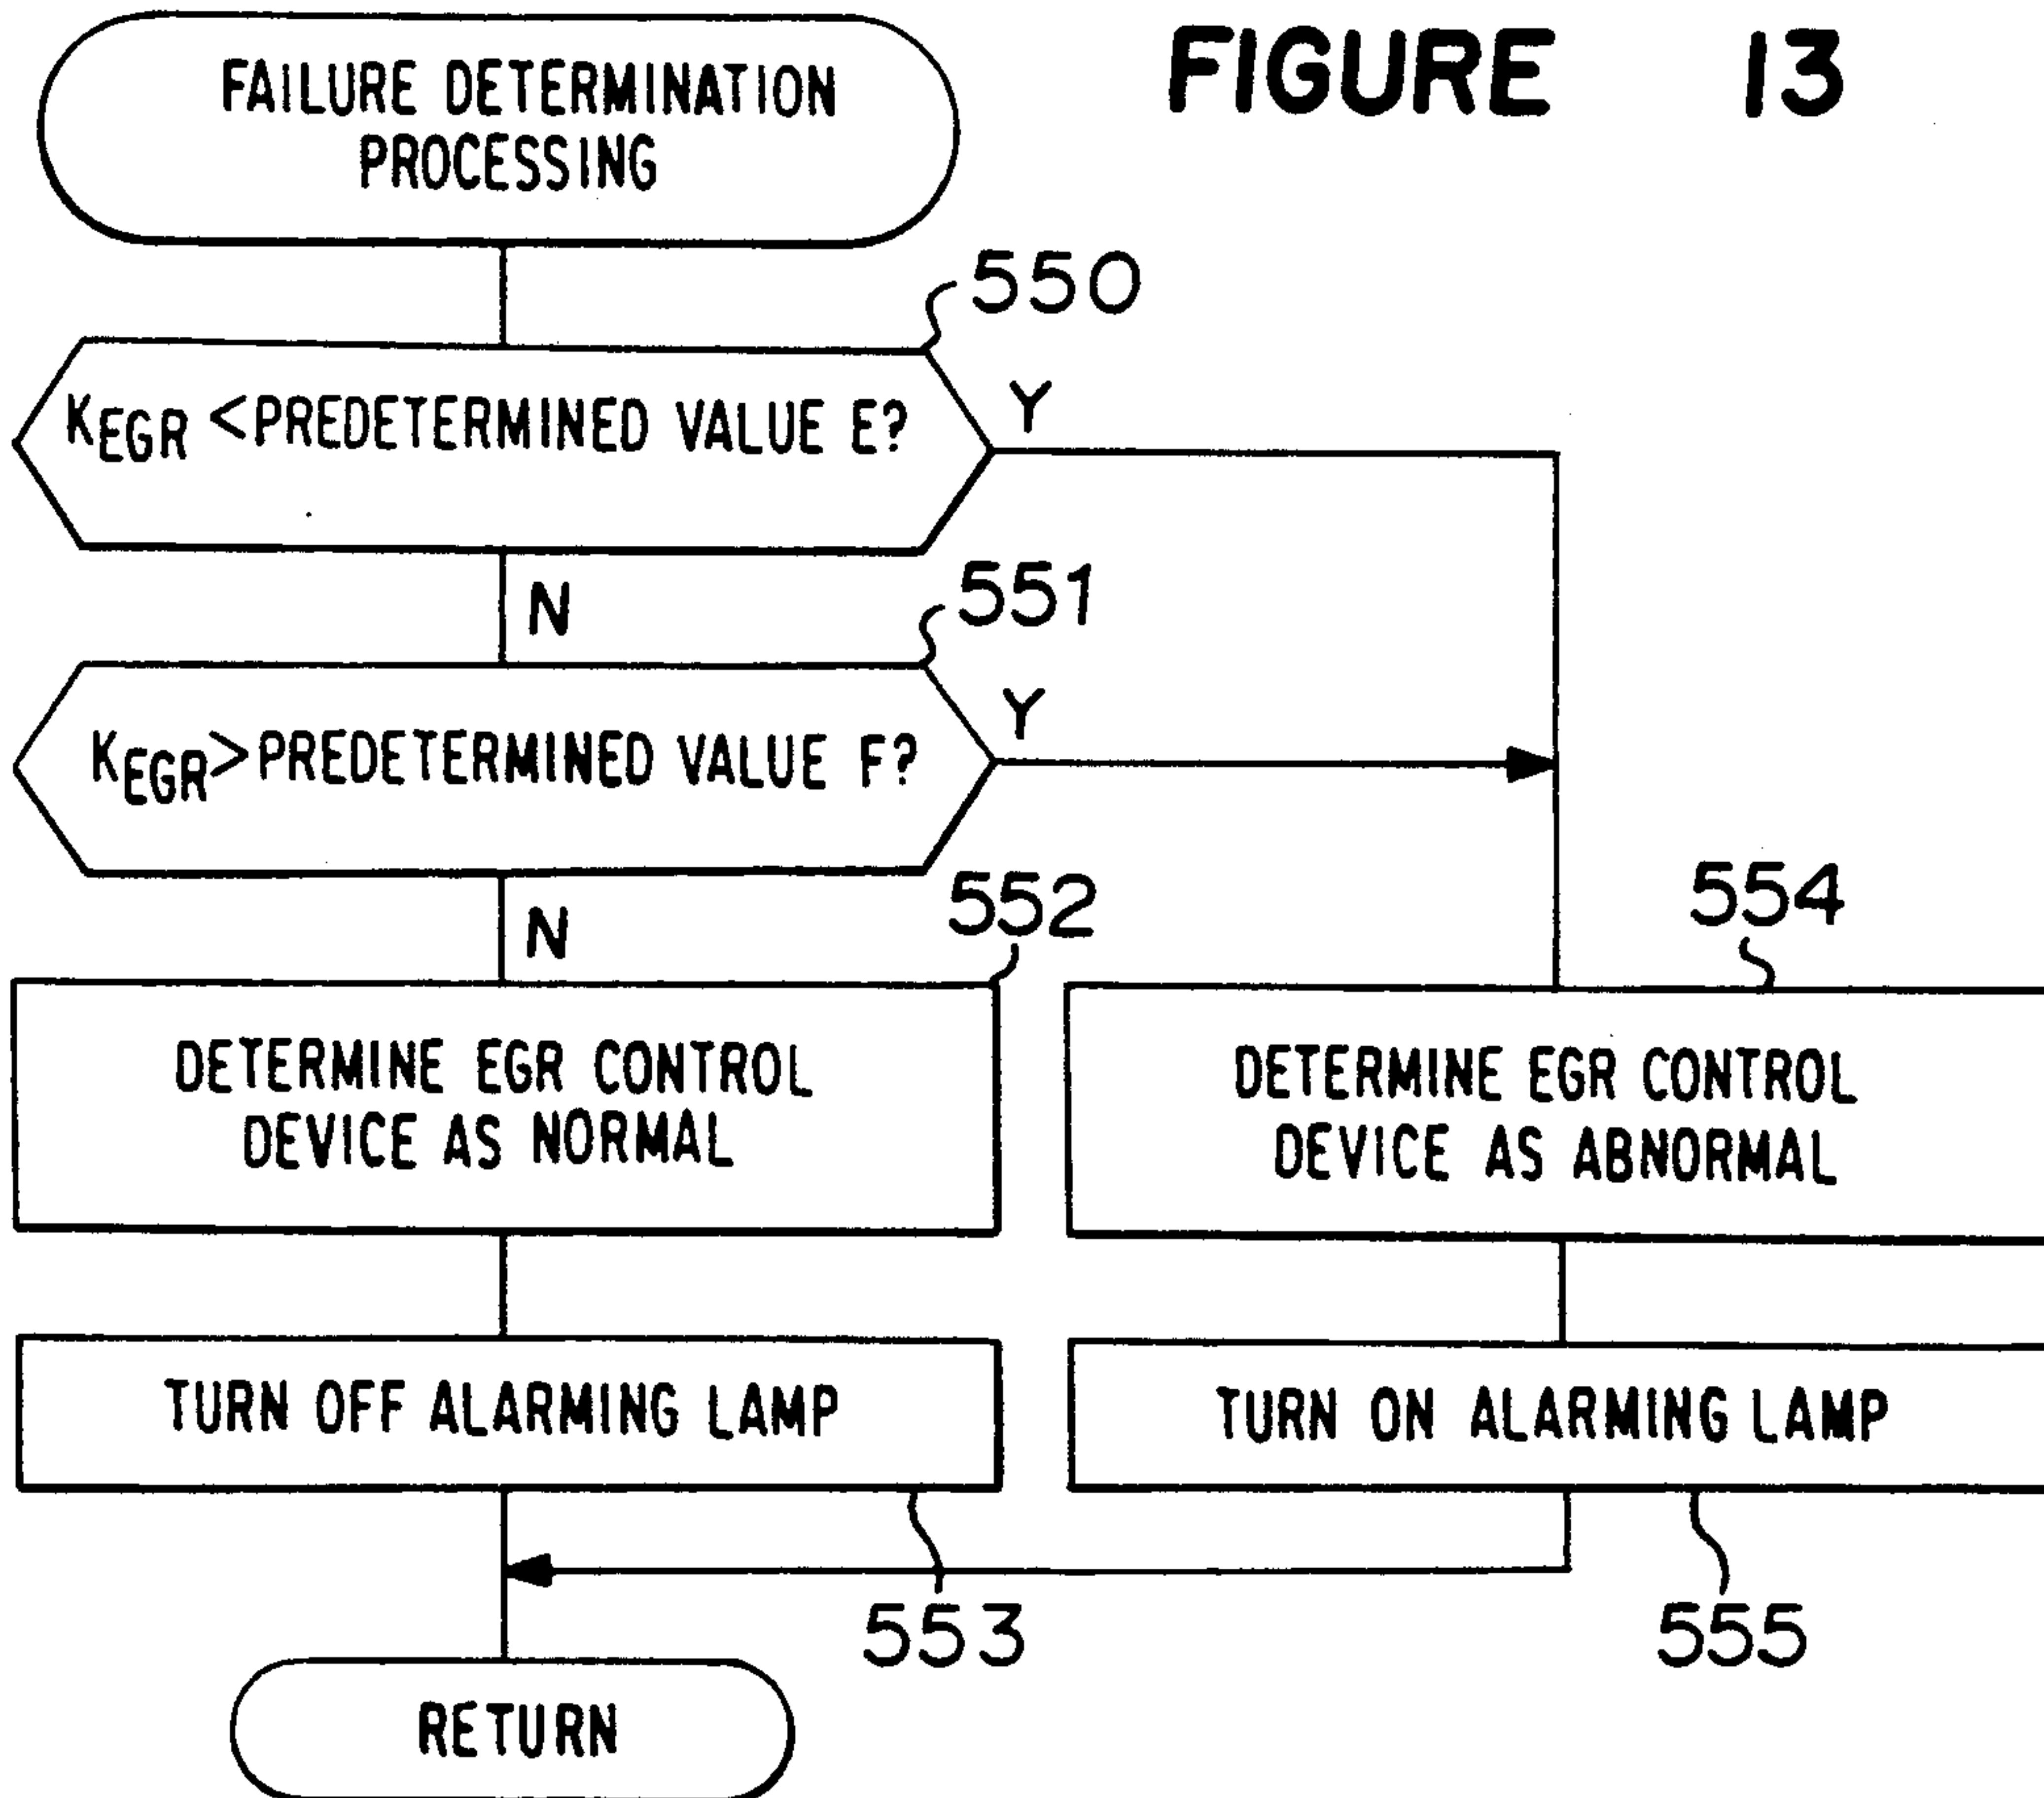 FIGURE 13
FAILURE DETERMINATION
PROCESSING
550
KEGR <PREDETERMINED VALUE E?
Y
N
551
KEGR>PREDETERMINED VALUE F?
Y
N
552
DETERMINE EGR CONTROL
DEVICE AS NORMAL
554
DETERMINE EGR CONTROL
DEVICE AS ABNORMAL
TURN OFF ALARMING LAMP
TURN ON ALARMING LAMP
553
555
RETURN